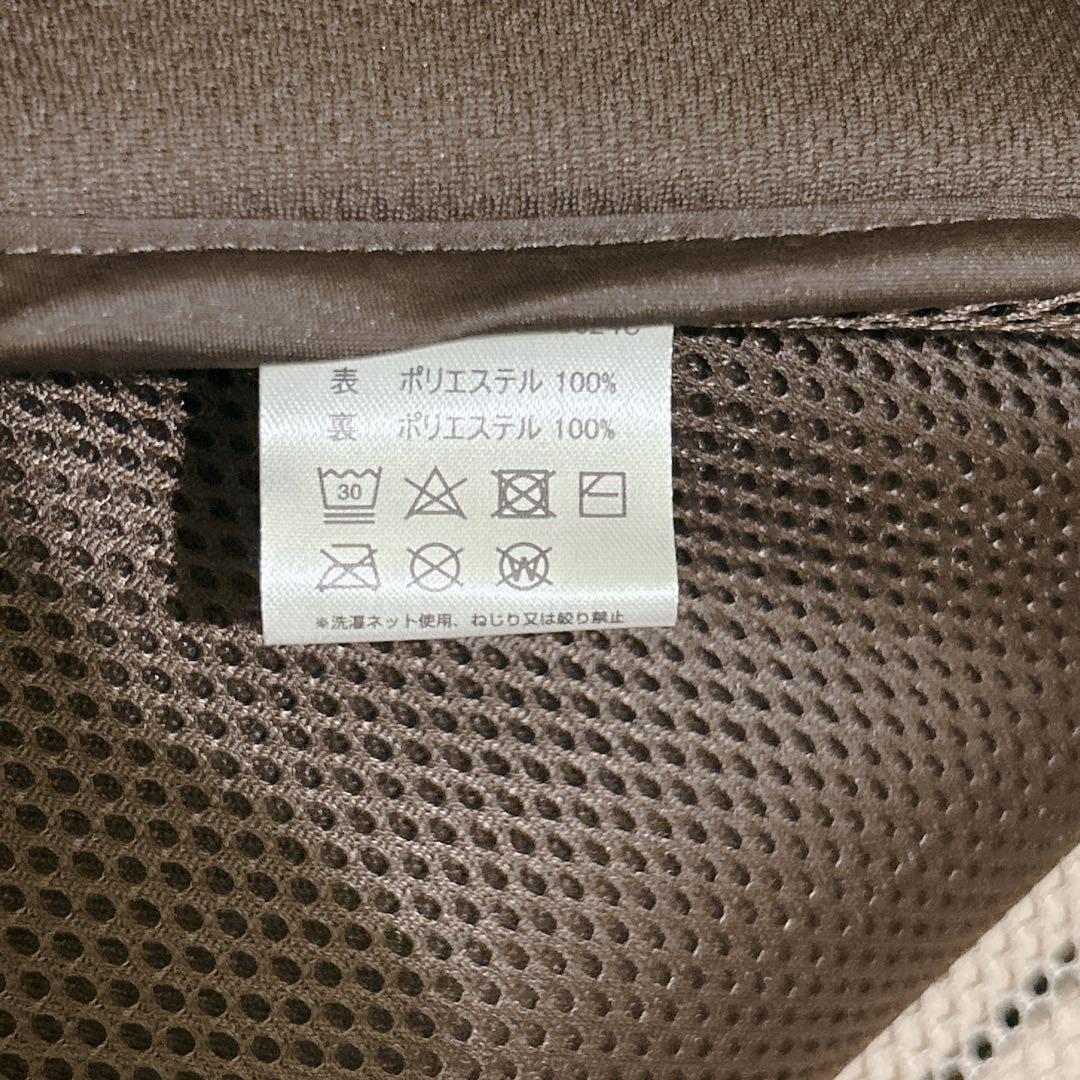 表 ポリエステル 100%
裏 ポリエステル 100%
30
W
※洗濯ネット使用、ねじり又は絞り禁止